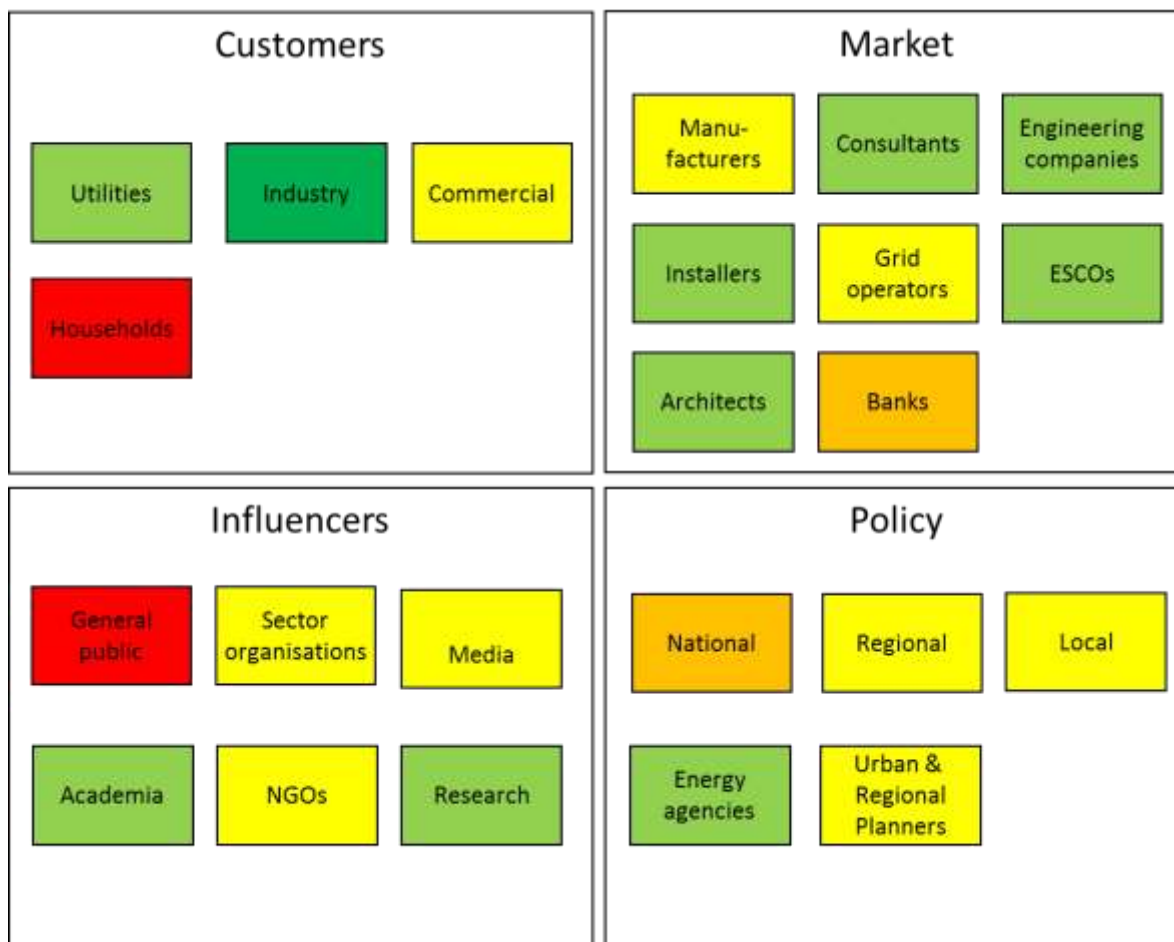 Customers
Utilities
Industry
Commercial
Households
Market
Manu-
facturers
Consultants
Engineering
companies
Installers
Grid
operators
ESCOs
Architects
Banks
Influencers
General
public
Sector
organisations
Media
Academia
NGOs
Research
Policy
National
Regional
Local
Energy
agencies
Urban &
Regional
Planners